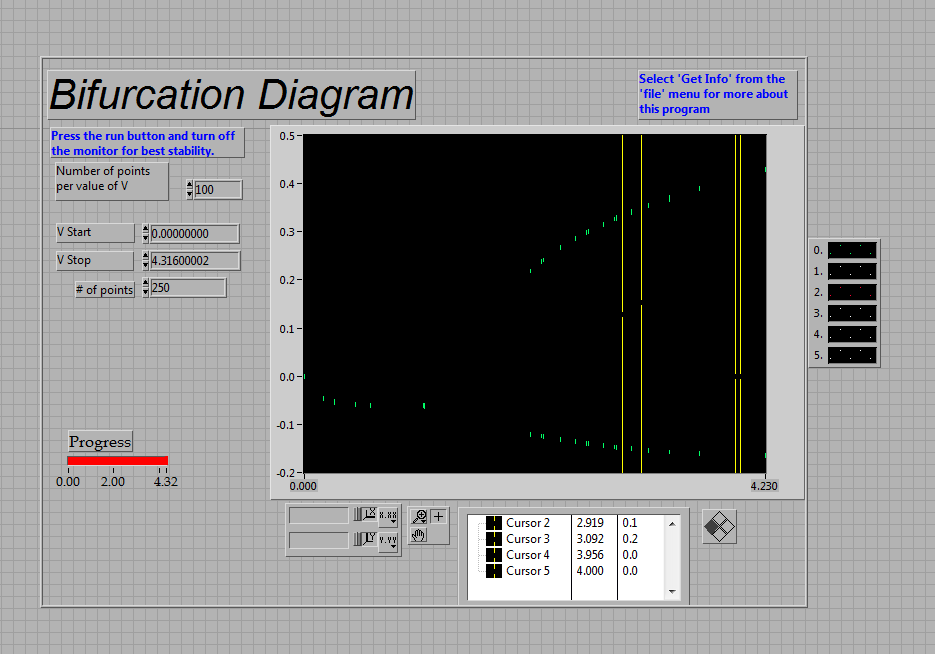 Bifurcation Diagram
Select 'Get Info' from the
'file' menu for more about
this program
Press the run button and turn off
the monitor for best stability.
Number of points
per value of V
100
V Start
0.00000000
V Stop
4.31600002
# of points
250
0.5
0.4
0.3
0.2
0.1
0.0
-0.1
-0.2
0.000
4.230
0.
1.
2.
3.
4.
5.
Progress
0.00 2.00 4.32
X X.XX
Y Y.YY
Cursor 2 2.919 0.1
Cursor 3 3.092 0.2
Cursor 4 3.956 0.0
Cursor 5 4.000 0.0